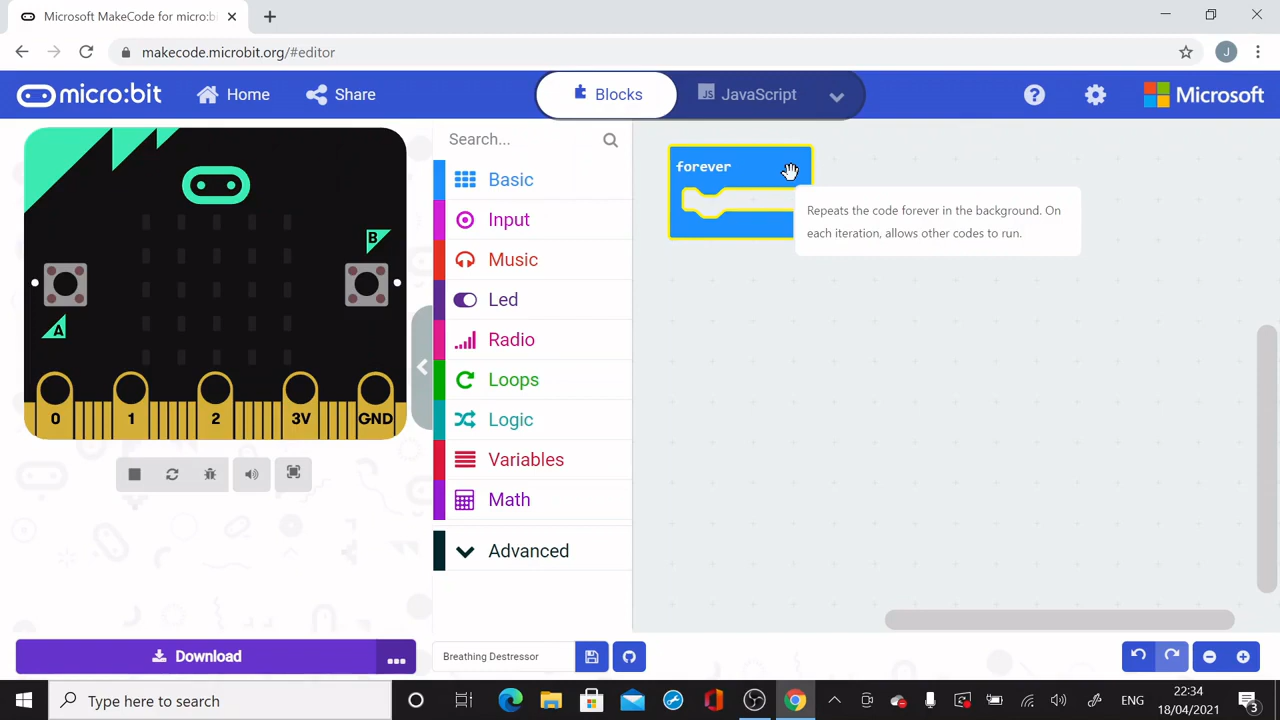 Microsoft MakeCode for micro:bi
makecode.microbit.org/#editor
J
micro:bit
Home
Share
Blocks
JS
JavaScript
?
Microsoft
Search...
Basic
Input
Music
Led
Radio
Loops
Logic
Variables
Math
Advanced
forever
Repeats the code forever in the background. On
each iteration, allows other codes to run.
A
B
0
1
2
3V
GND
Download
...
Breathing Destressor
Type here to search
ENG
22:34
18/04/2021
3